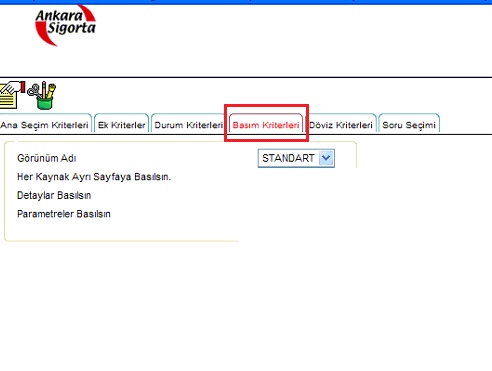 Ankara
Sigorta
Ana Seçim Kriterleri Ek Kriterler Durum Kriterleri Basım Kriterleri Döviz Kriterleri Soru Seçimi
Görünüm Adı STANDART
Her Kaynak Ayrı Sayfaya Basılsın.
Detaylar Basılsın
Parametreler Basılsın